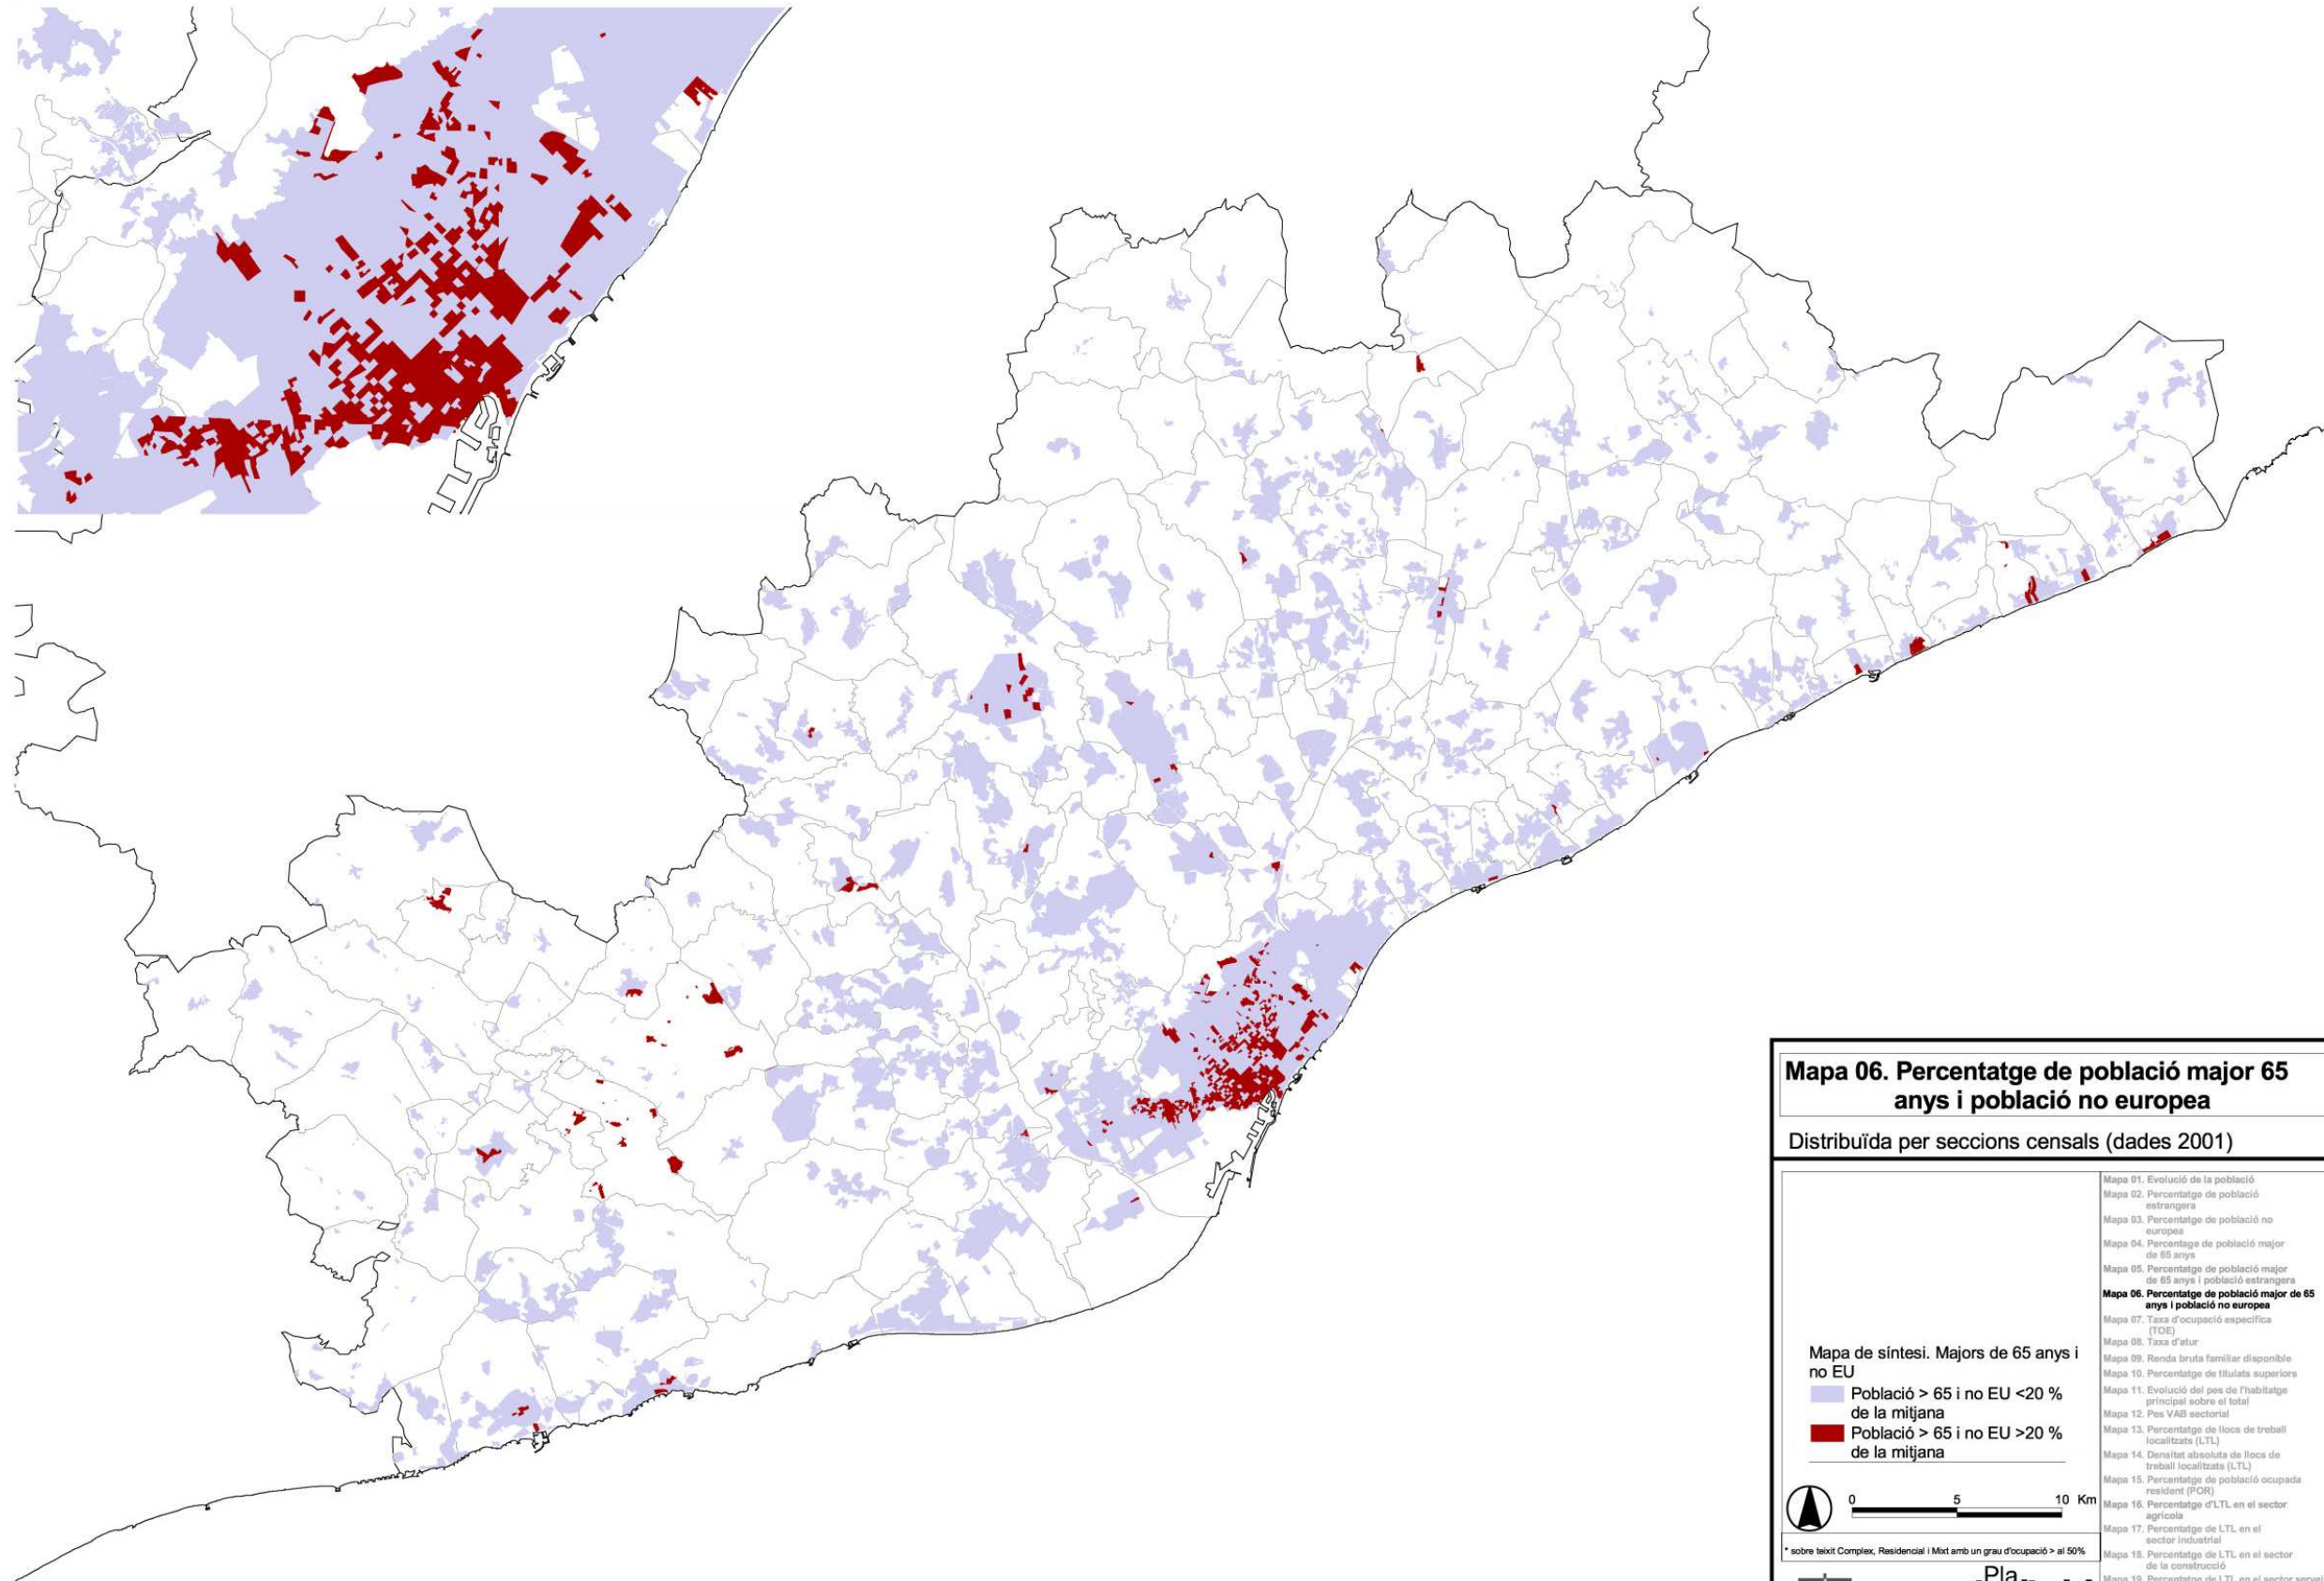 Mapa 06. Percentatge de població major 65
anys i població no europea
Distribuïda per seccions censals (dades 2001)
Mapa 01. Evolució de la població
Mapa 02. Percentatge de població
estrangera
Mapa 03. Percentatge de població no
europea
Mapa 04. Percentage de població major
de 65 anys
Mapa 05. Percentatge de població major
de 65 anys i població estrangera
Mapa 06. Percentatge de població major de 65
anys i població no europea
Mapa 07. Taxa d'ocupació específica
(TOE)
Mapa 08. Taxa d'atur
Mapa 09. Renda bruta familiar disponible
Mapa 10. Percentatge de titulats superiors
Mapa 11. Evolució del pes de l'habitatge
principal sobre el total
Mapa 12. Pes VAB sectorial
Mapa 13. Percentatge de llocs de treball
localitzats (LTL)
Mapa 14. Densitat absoluta de llocs de
treball localitzats (LTL)
Mapa 15. Percentatge de població ocupada
resident (POR)
Mapa 16. Percentatge d'LTL en el sector
agrícola
Mapa 17. Percentatge de LTL en el
sector industrial
Mapa 18. Percentatge de LTL en el sector
de la construcció
Mapa 19. Percentatge de LTL en el sector servei
Mapa de síntesi. Majors de 65 anys i
no EU
Població > 65 i no EU <20 %
de la mitjana
Població > 65 i no EU >20 %
de la mitjana
0 5 10 Km
* sobre teixit Complex, Residencial i Mixt amb un grau d'ocupació > al 50%
Pla